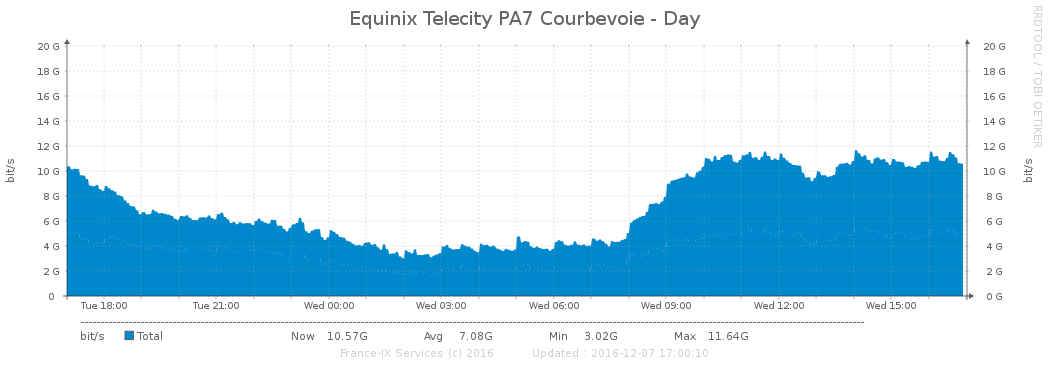 Equinix Telecity PA7 Courbevoie - Day
RRDTOOL / TOBI OETIKER
20 G 20 G
18 G 18 G
16 G 16 G
14 G 14 G
12 G 12 G
10 G 10 G
8 G 8 G
6 G 6 G
4 G 4 G
2 G 2 G
0 0 G
bit/s
bit/s
Tue 18:00 Tue 21:00 Wed 00:00 Wed 03:00 Wed 06:00 Wed 09:00 Wed 12:00 Wed 15:00
bit/s Total Now 10.57G Avg 7.08G Min 3.02G Max 11.64G
France-IX Services (c) 2016 Updated : 2016-12-07 17:00:10